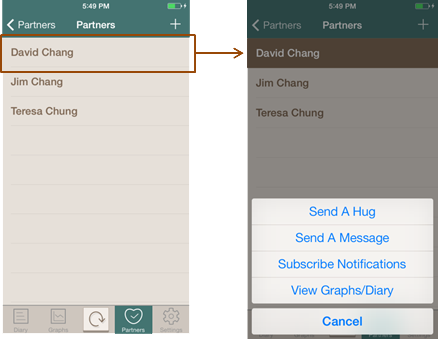 5:49 PM
Partners Partners +
David Chang
Jim Chang
Teresa Chung
Diary Graphs Partners Settings
5:49 PM
Partners Partners +
David Chang
Jim Chang
Teresa Chung
Send A Hug
Send A Message
Subscribe Notifications
View Graphs/Diary
Cancel